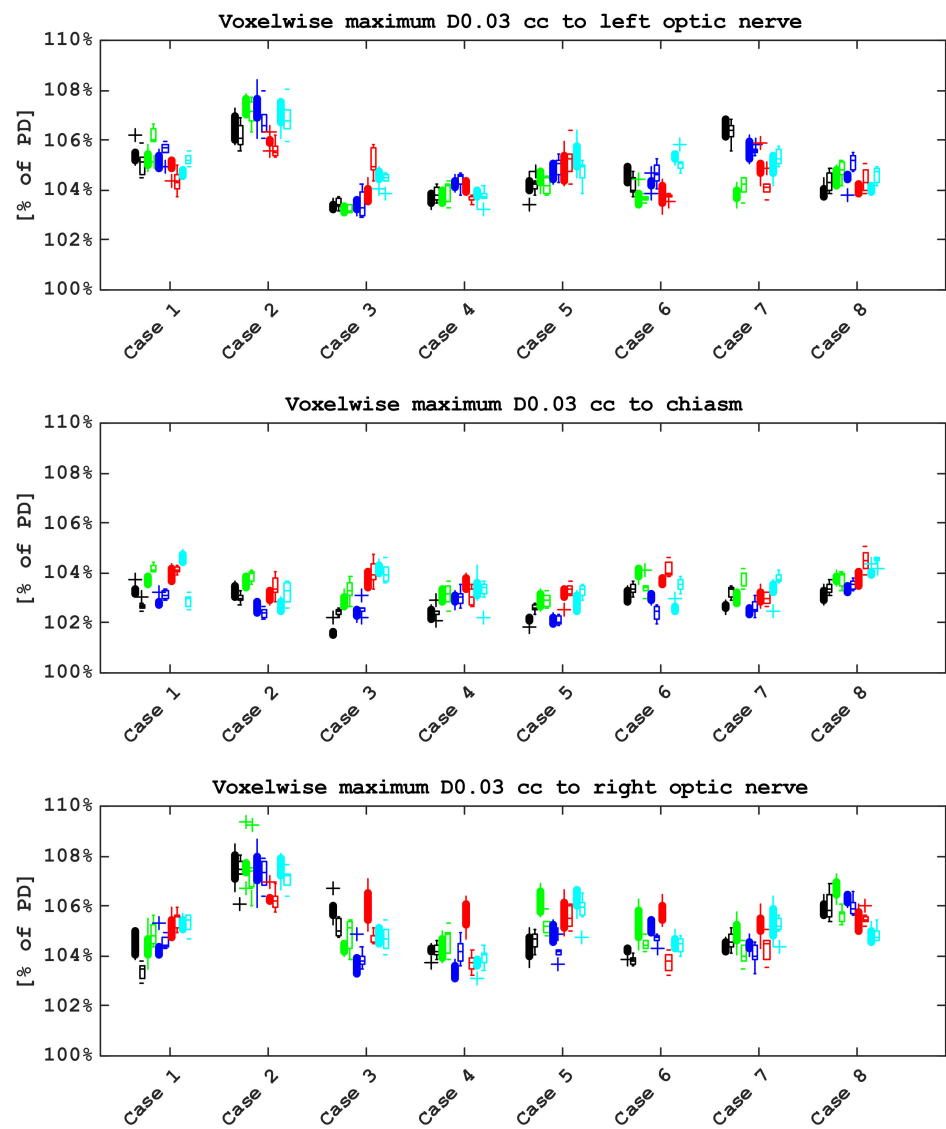 Voxelwise maximum D0.03 cc to left optic nerve
[% of PD]
110%
108%
106%
104%
102%
100%
Case 1 Case 2 Case 3 Case 4 Case 5 Case 6 Case 7 Case 8
Voxelwise maximum D0.03 cc to chiasm
[% of PD]
110%
108%
106%
104%
102%
100%
Case 1 Case 2 Case 3 Case 4 Case 5 Case 6 Case 7 Case 8
Voxelwise maximum D0.03 cc to right optic nerve
[% of PD]
110%
108%
106%
104%
102%
100%
Case 1 Case 2 Case 3 Case 4 Case 5 Case 6 Case 7 Case 8